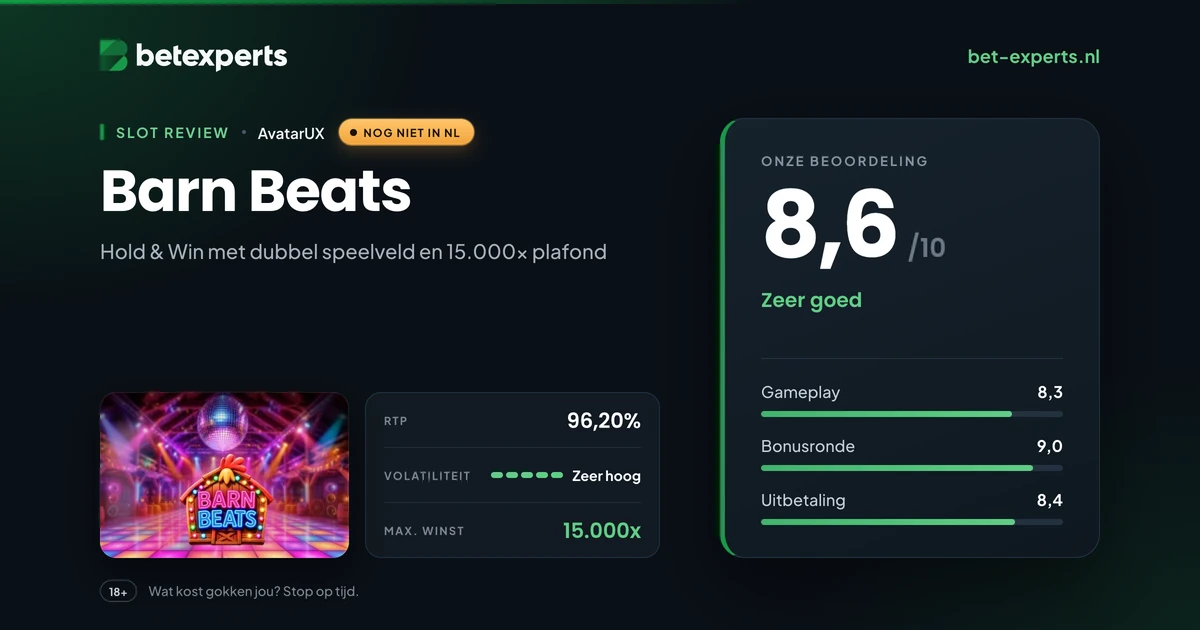 betexperts
bet-experts.nl
SLOT REVIEW • AvatarUX • NOG NIET IN NL
Barn Beats
Hold & Win met dubbel speelveld en 15.000× plafond
ONZE BEOORDELING
8,6 /10
Zeer goed
Gameplay 8,3
Bonusronde 9,0
Uitbetaling 8,4
BARN
BEATS
RTP 96,20%
VOLATILITEIT Zeer hoog
MAX. WINST 15.000x
18+ Wat kost gokken jou? Stop op tijd.